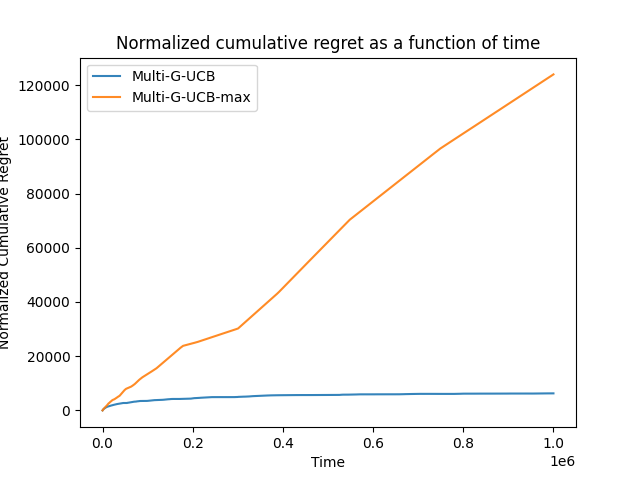 Normalized cumulative regret as a function of time
Multi-G-UCB
Multi-G-UCB-max
Normalized Cumulative Regret
120000
100000
80000
60000
40000
20000
0
0.0 0.2 0.4 0.6 0.8 1.0
1e6
Time